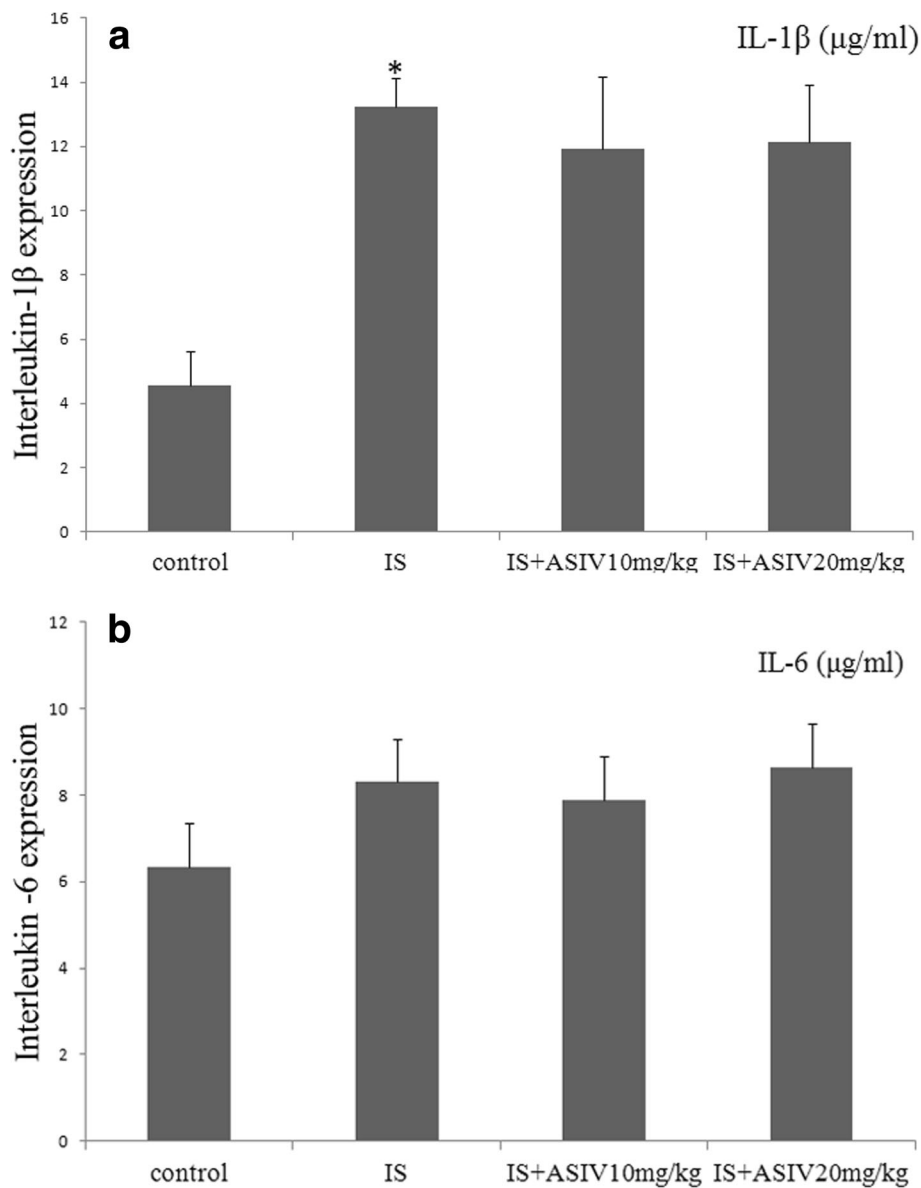 a
IL-1β (μg/ml)
*
Interleukin-1β expression
16
14
12
10
8
6
4
2
0
control IS IS+ASIV10mg/kg IS+ASIV20mg/kg
b
IL-6 (μg/ml)
Interleukin -6 expression
12
10
8
6
4
2
0
control IS IS+ASIV10mg/kg IS+ASIV20mg/kg